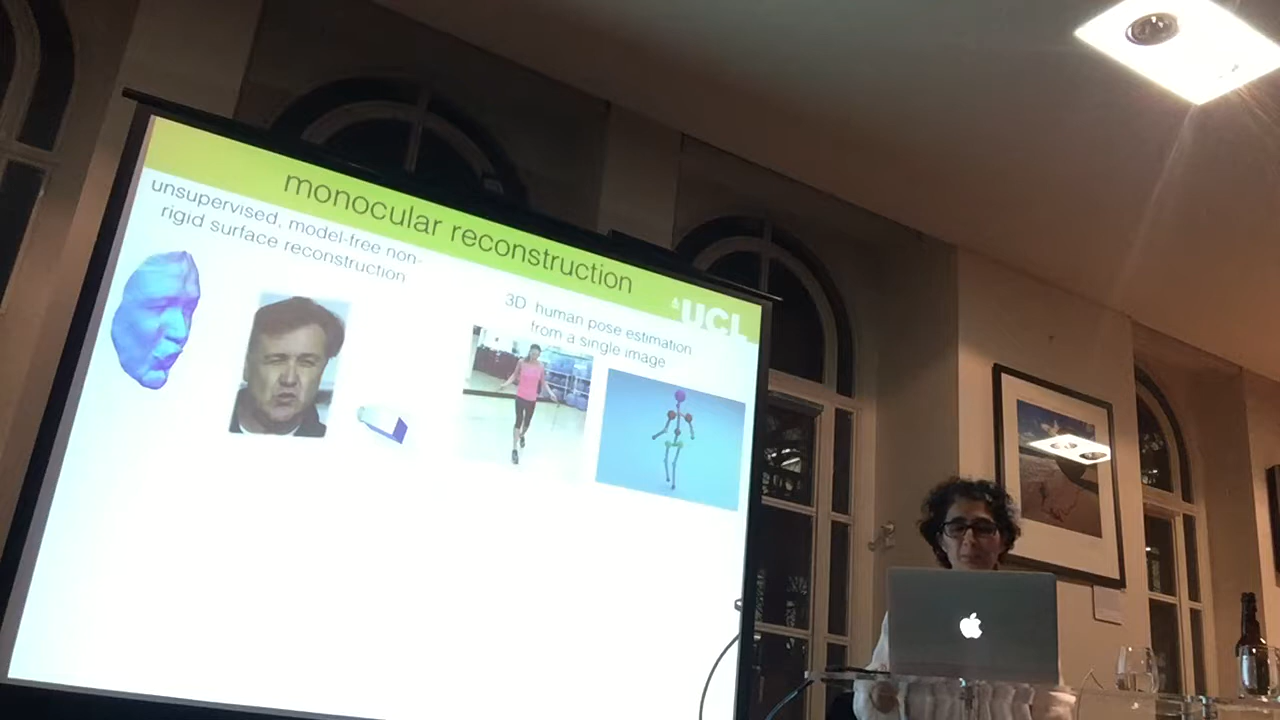 monocular reconstruction
unsupervised, model-free non-
rigid surface reconstruction
UCL
3D human pose estimation
from a single image